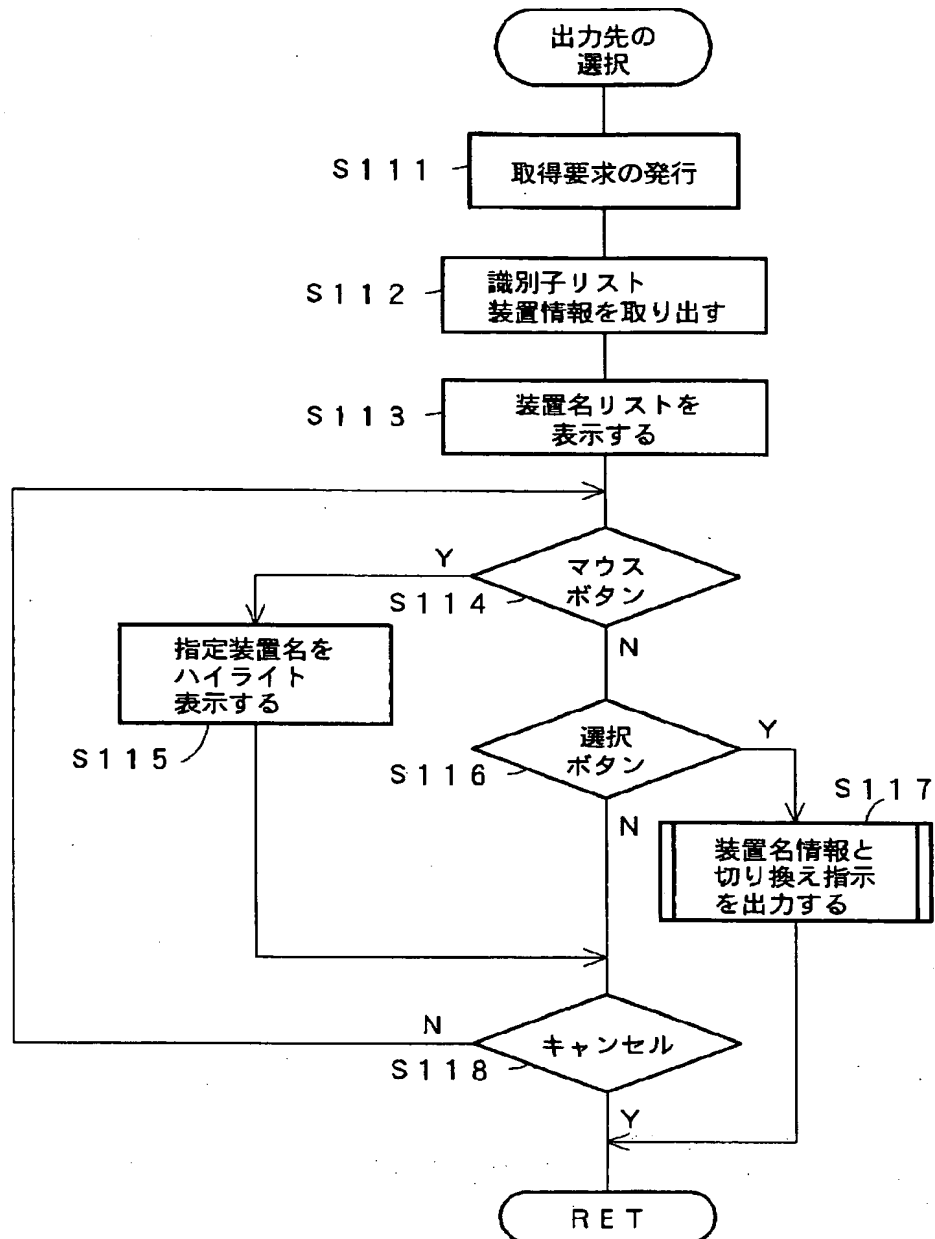 出力先の
選択
S111
取得要求の発行
S112
識別子リスト
装置情報を取り出す
S113
装置名リストを
表示する
Y
マウス
ボタン
S114
N
指定装置名を
ハイライト
表示する
S115
選択
ボタン
Y
S116
N
S117
装置名情報と
切り換え指示
を出力する
N
キャンセル
S118
Y
RET